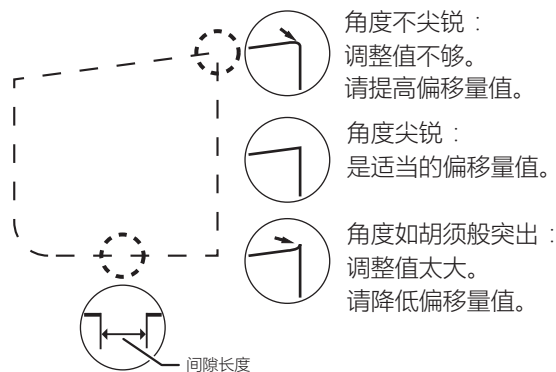 角度不尖锐：
调整值不够。
请提高偏移量值。
角度尖锐：
是适当的偏移量值。
角度如胡须般突出：
调整值太大。
请降低偏移量值。
间隙长度